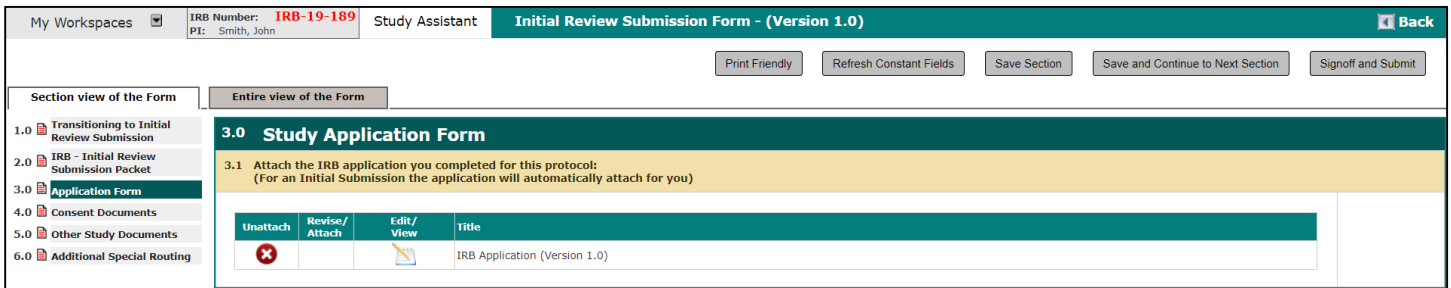 My Workspaces
IRB Number: IRB-19-189
PI: Smith, John
Study Assistant
Initial Review Submission Form - (Version 1.0)
Back
Print Friendly
Refresh Constant Fields
Save Section
Save and Continue to Next Section
Signoff and Submit
Section view of the Form
Entire view of the Form
1.0 Transitioning to Initial
Review Submission
2.0 IRB - Initial Review
Submission Packet
3.0 Application Form
4.0 Consent Documents
5.0 Other Study Documents
6.0 Additional Special Routing
3.0 Study Application Form
3.1 Attach the IRB application you completed for this protocol:
(For an Initial Submission the application will automatically attach for you)
Unattach
Revise/
Attach
Edit/
View
Title
IRB Application (Version 1.0)